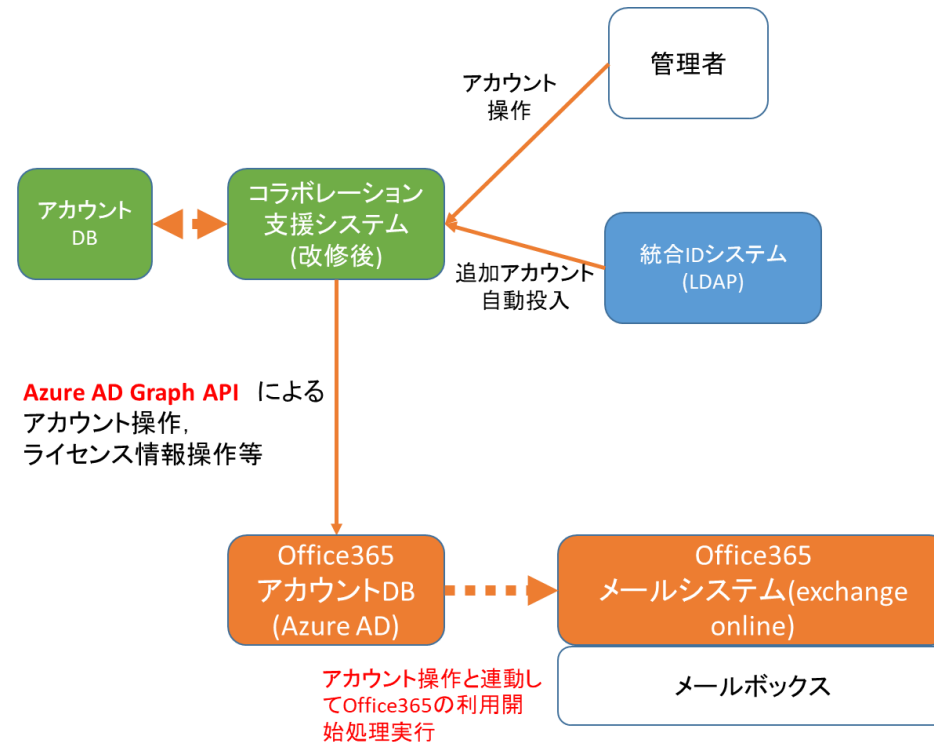 管理者
アカウント
操作
アカウント
DB
コラボレーション
支援システム
(改修後)
統合IDシステム
(LDAP)
追加アカウント
自動投入
Azure AD Graph API による
アカウント操作,
ライセンス情報操作等
Office365
アカウントDB
(Azure AD)
Office365
メールシステム(exchange
online)
アカウント操作と連動し
てOffice365の利用開
始処理実行
メールボックス